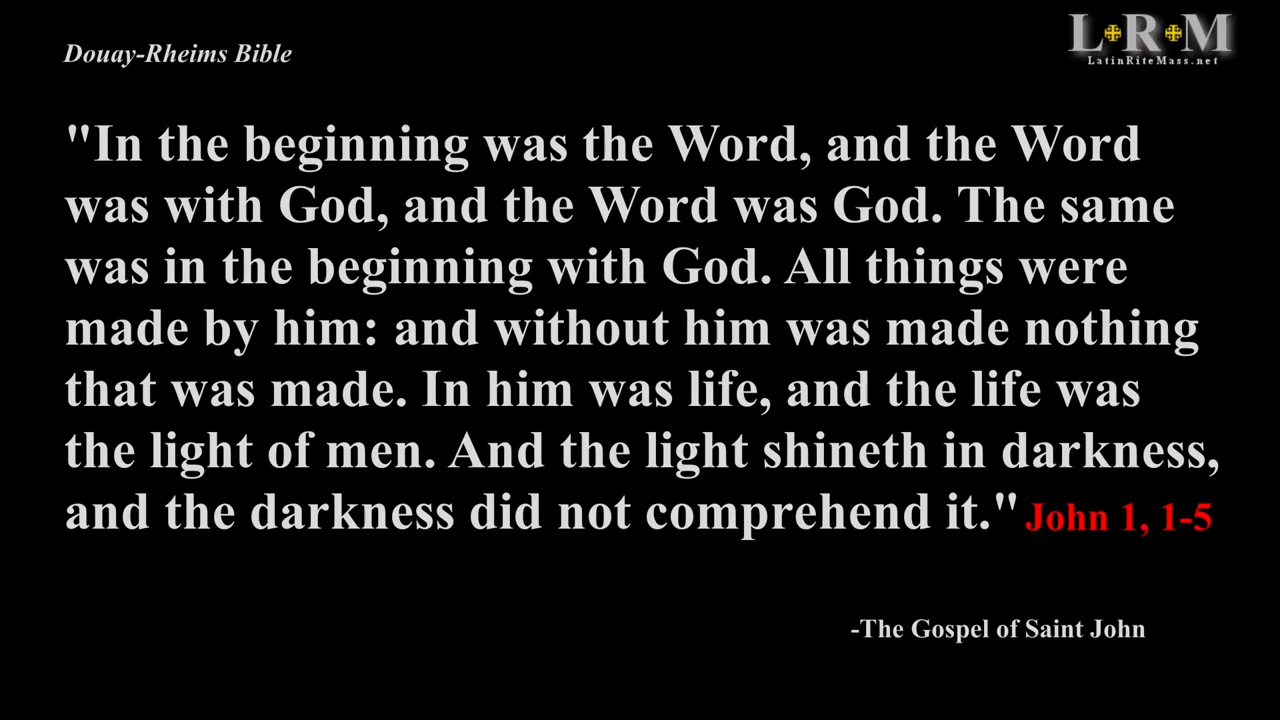 Douay-Rheims Bible
L R M
LatinRiteMass.net
"In the beginning was the Word, and the Word
was with God, and the Word was God. The same
was in the beginning with God. All things were
made by him: and without him was made nothing
that was made. In him was life, and the life was
the light of men. And the light shineth in darkness,
and the darkness did not comprehend it." John 1, 1-5
-The Gospel of Saint John